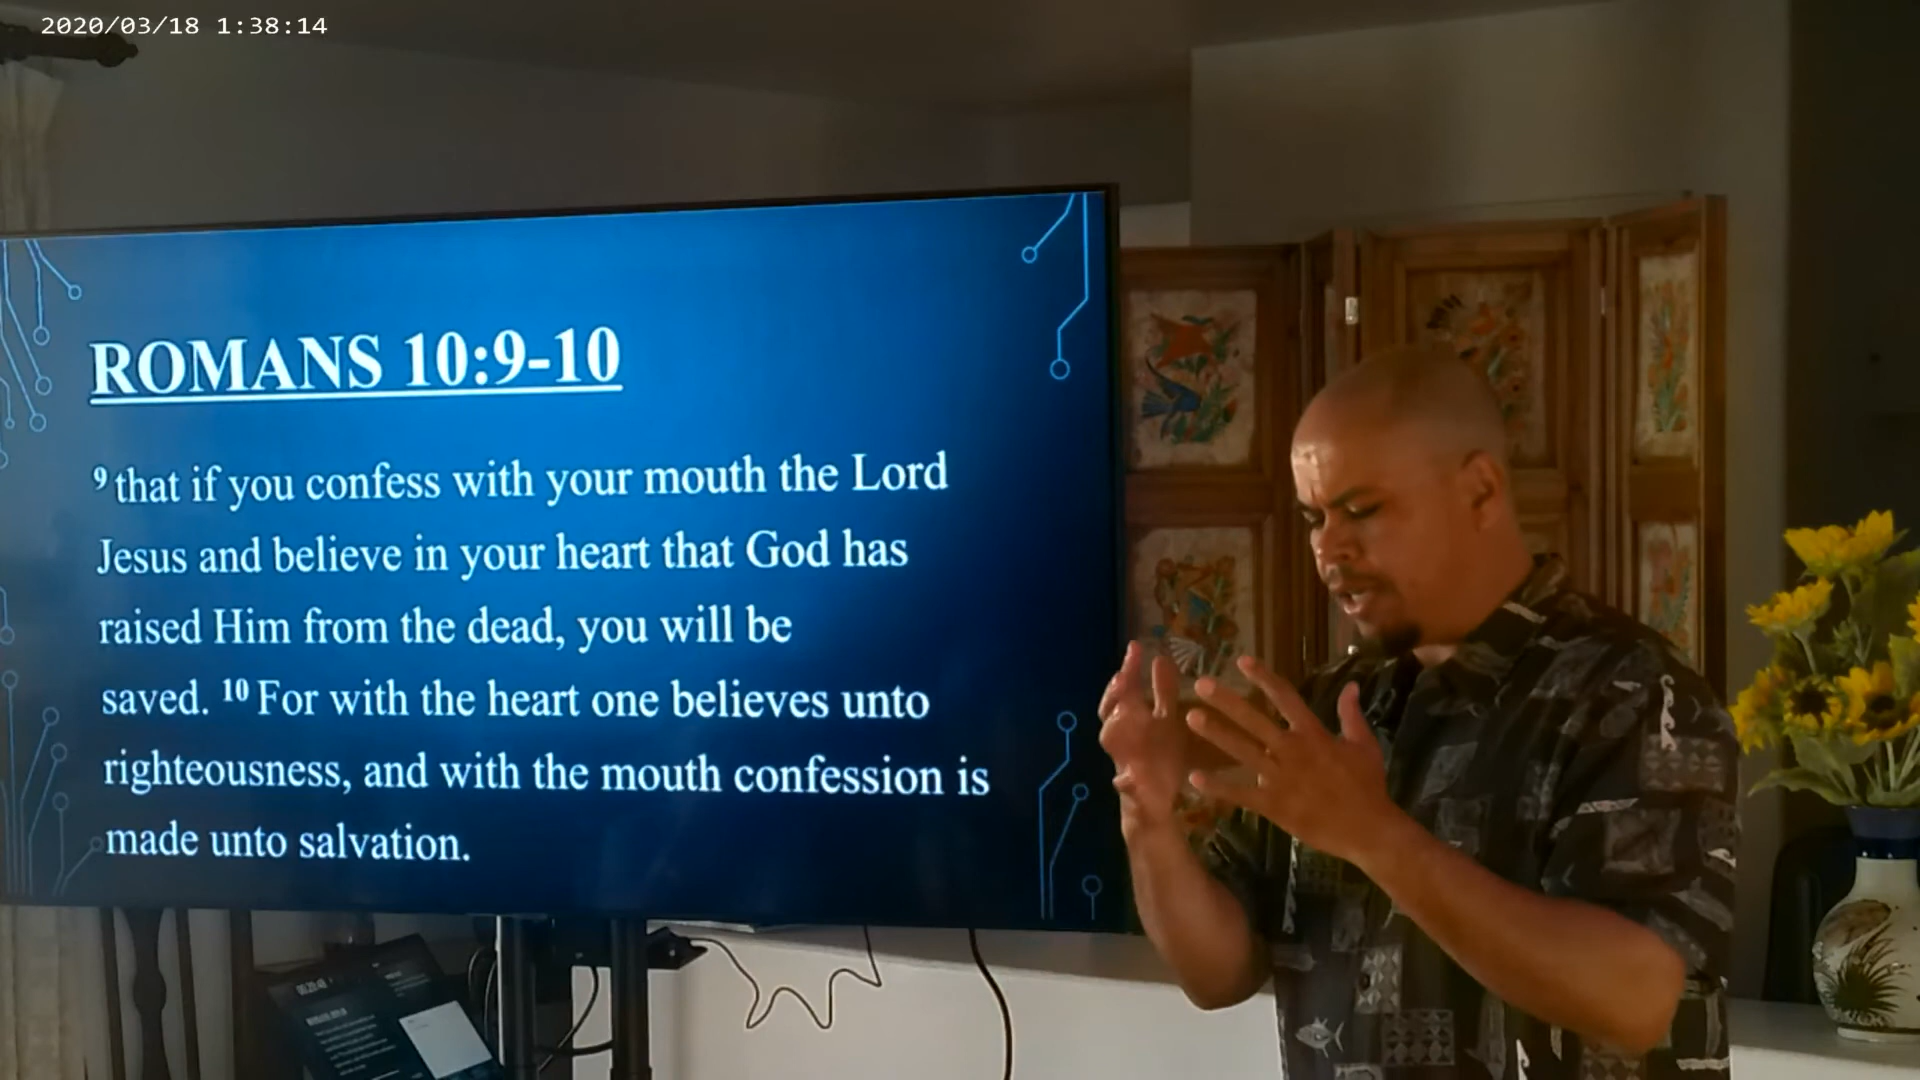 2020/03/18 1:38:14
ROMANS 10:9-10
9 that if you confess with your mouth the Lord
Jesus and believe in your heart that God has
raised Him from the dead, you will be
saved. 10 For with the heart one believes unto
righteousness, and with the mouth confession is
made unto salvation.